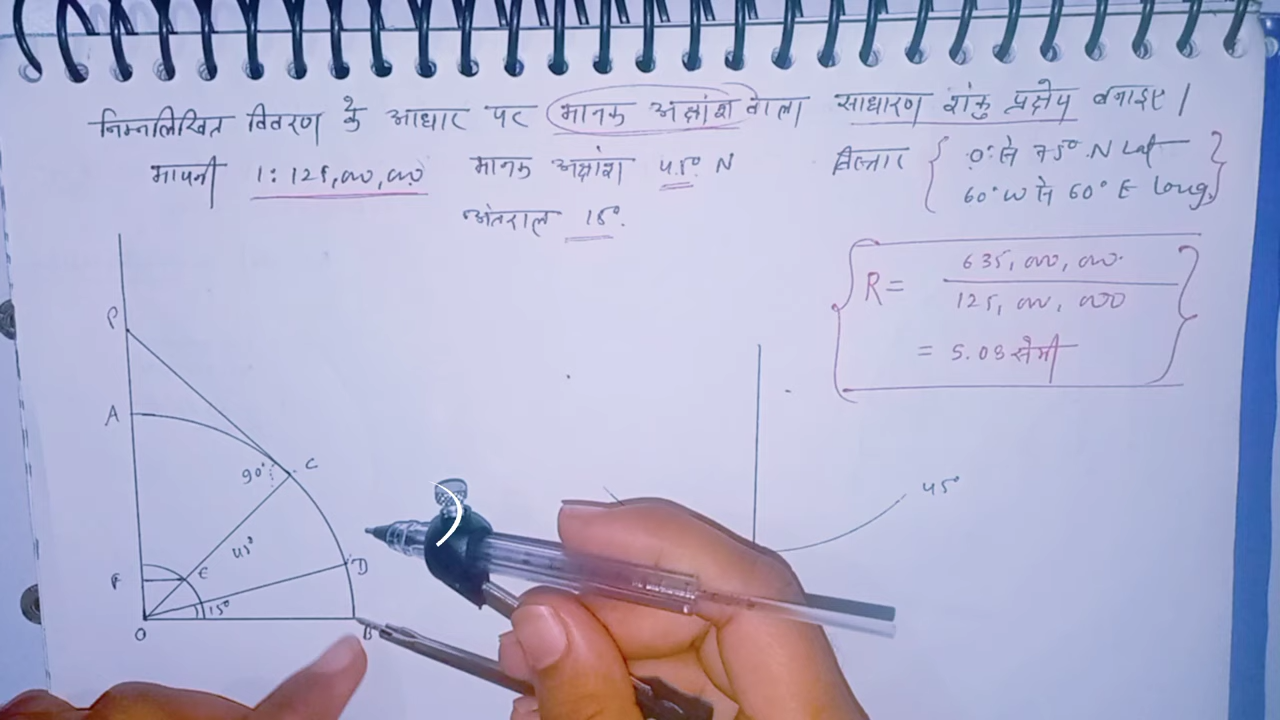 निम्नलिखित विवरण के आधार पर मानक अक्षांश वाला साधारण शंकु प्रक्षेप बनाइए।
मापनी 1:125,000,000 मानक अक्षांश 45° N विस्तार 0° से 75° N Lat
60° W से 60° E Long.
अंतराल 15°.
R = 635,000,000
125,000,000
= 5.08 सेमी
P
A
90° C
45°
45°
F E D
15°
O B